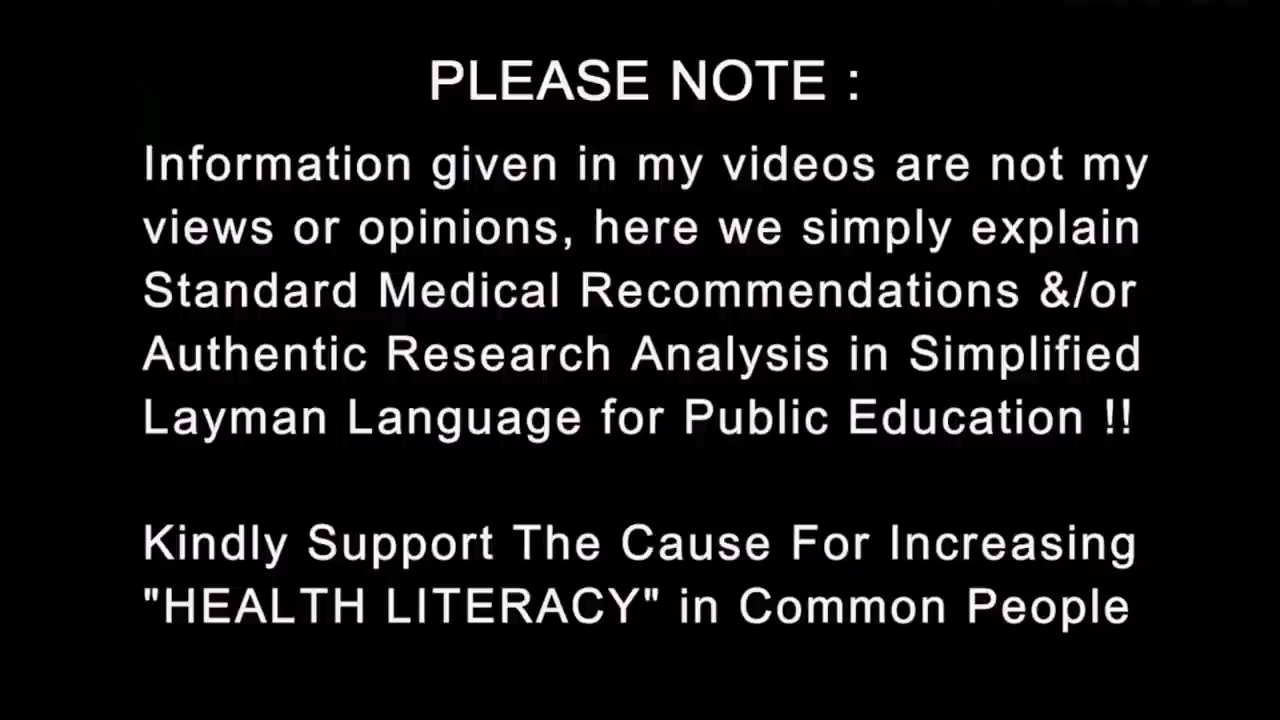 PLEASE NOTE :
Information given in my videos are not my
views or opinions, here we simply explain
Standard Medical Recommendations &/or
Authentic Research Analysis in Simplified
Layman Language for Public Education !!
Kindly Support The Cause For Increasing
"HEALTH LITERACY" in Common People